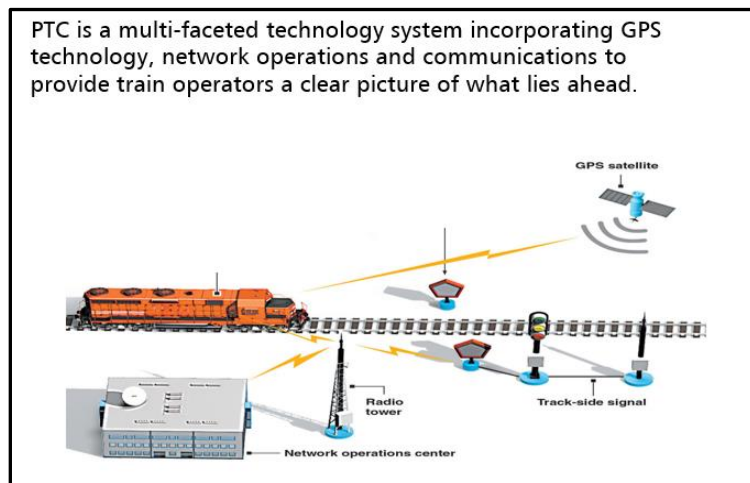 PTC is a multi-faceted technology system incorporating GPS
technology, network operations and communications to
provide train operators a clear picture of what lies ahead.
GPS satellite
Radio
tower
Track-side signal
Network operations center